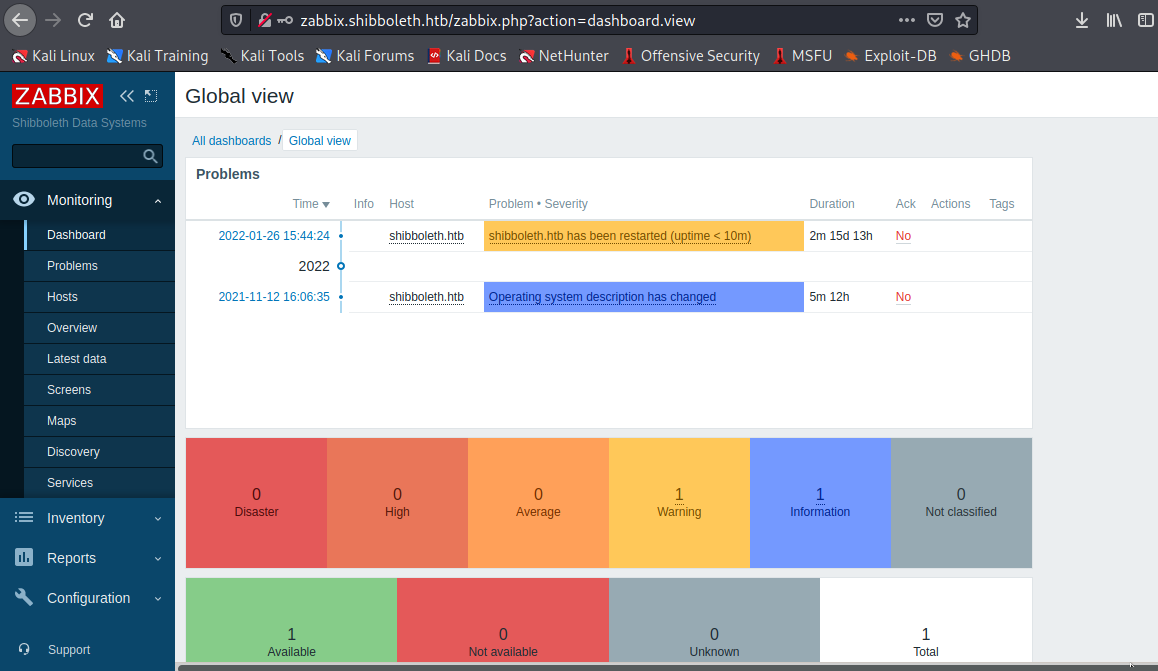 zabbix.shibboleth.htb/zabbix.php?action=dashboard.view
Kali Linux Kali Training Kali Tools Kali Forums Kali Docs NetHunter Offensive Security MSFU Exploit-DB GHDB
ZABBIX
Shibboleth Data Systems
Monitoring
Dashboard
Problems
Hosts
Overview
Latest data
Screens
Maps
Discovery
Services
Inventory
Reports
Configuration
Support
Global view
All dashboards / Global view
Problems
Time Info Host Problem • Severity Duration Ack Actions Tags
2022-01-26 15:44:24 shibboleth.htb shibboleth.htb has been restarted (uptime < 10m) 2m 15d 13h No
2022
2021-11-12 16:06:35 shibboleth.htb Operating system description has changed 5m 12h No
0 0 0 1 1 0
Disaster High Average Warning Information Not classified
1 0 0 1
Available Not available Unknown Total